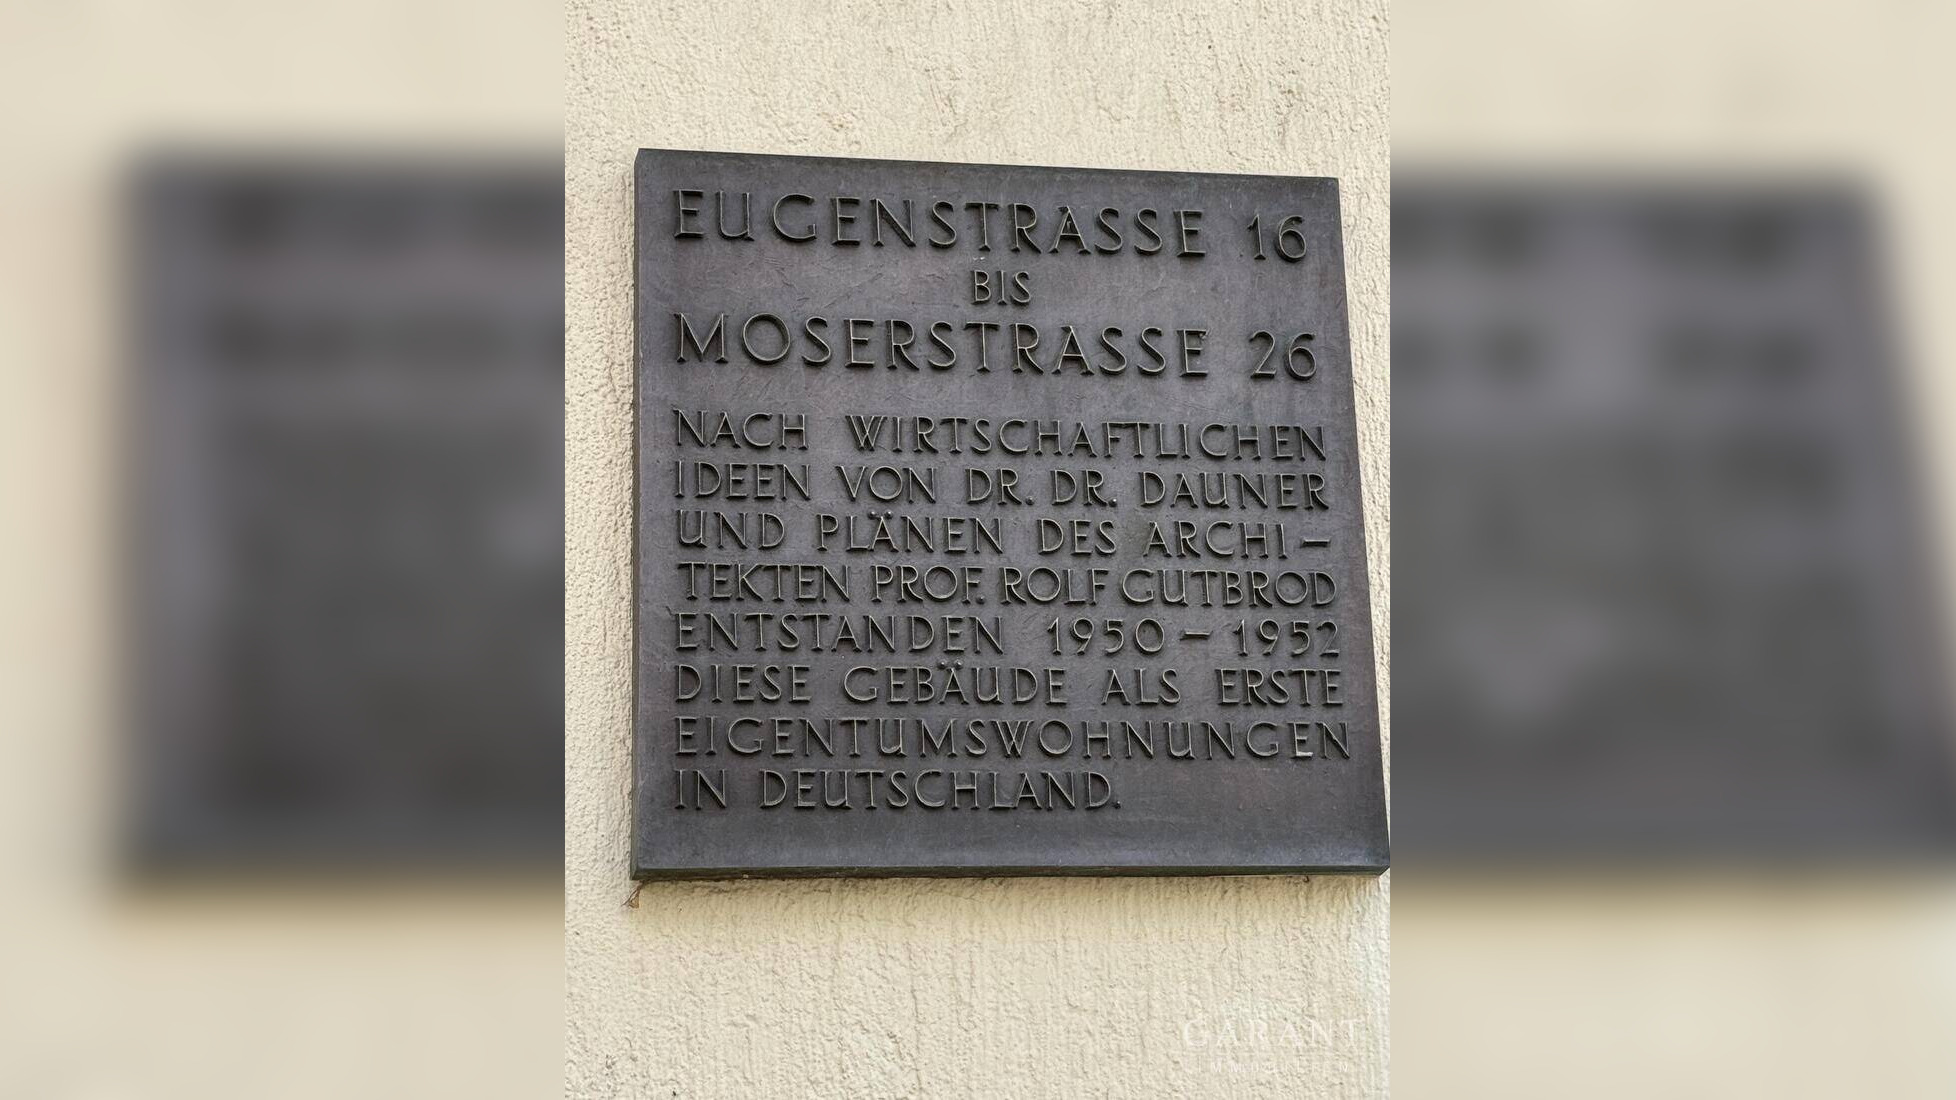 EUGENSTRASSE 16
BIS
MOSERSTRASSE 26
NACH WIRTSCHAFTLICHEN
IDEEN VON DR. DR. DAUNER
UND PLÄNEN DES ARCHI–
TEKTEN PROF. ROLF GUTBROD
ENTSTANDEN 1950 – 1952
DIESE GEBÄUDE ALS ERSTE
EIGENTUMSWOHNUNGEN
IN DEUTSCHLAND.
GARANT
IMMOBILIEN